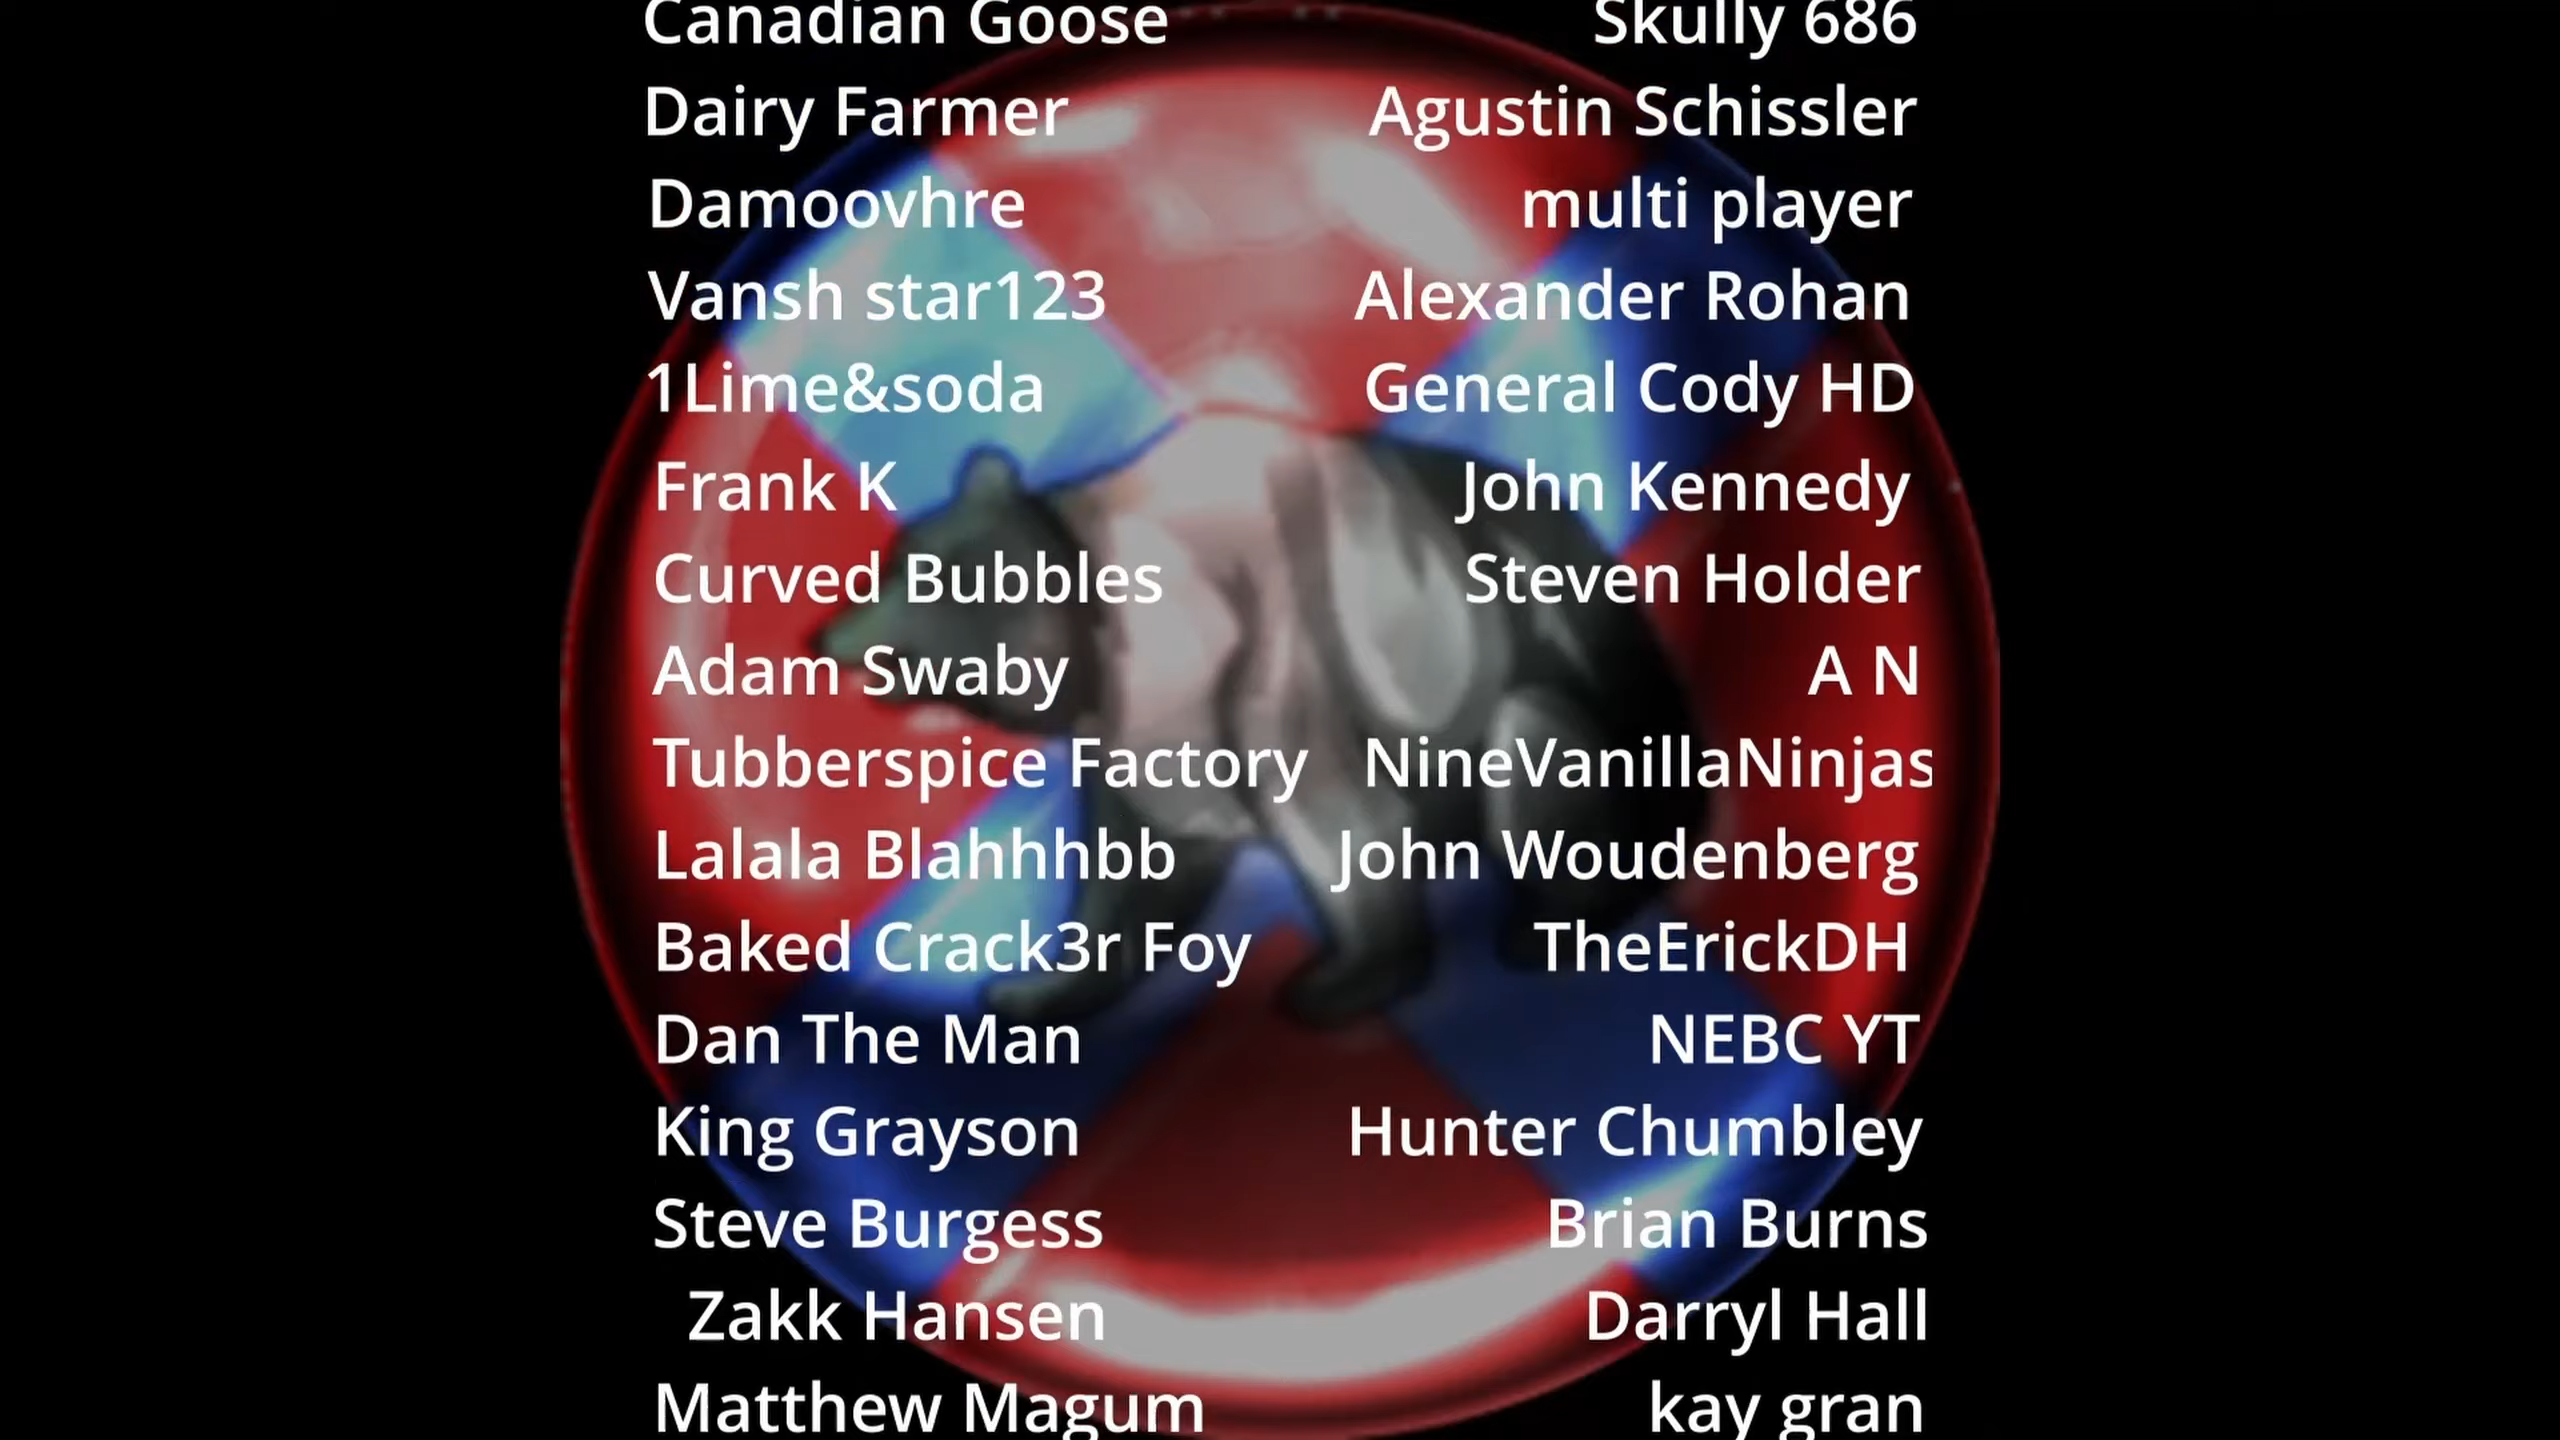 Canadian Goose Skully 686
Dairy Farmer Agustin Schissler
Damoovhre multi player
Vansh star123 Alexander Rohan
1Lime&soda General Cody HD
Frank K John Kennedy
Curved Bubbles Steven Holder
Adam Swaby A N
Tubberspice Factory NineVanillaNinjas
Lalala Blahhhbb John Woudenberg
Baked Crack3r Foy TheErickDH
Dan The Man NEBC YT
King Grayson Hunter Chumbley
Steve Burgess Brian Burns
Zakk Hansen Darryl Hall
Matthew Magum kay gran